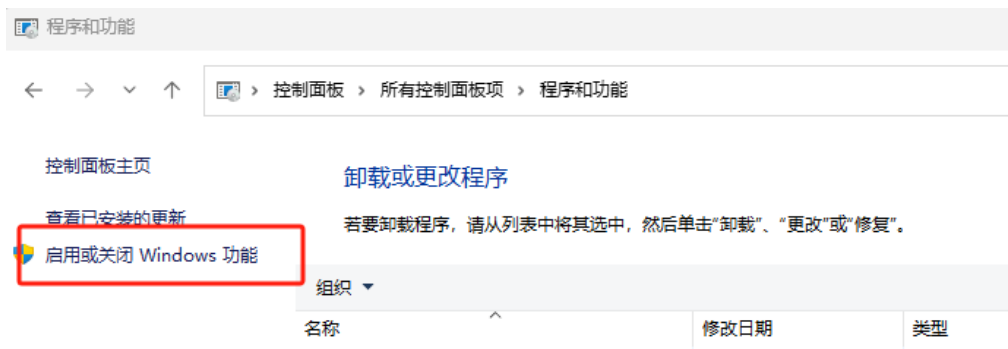 程序和功能
控制面板 › 所有控制面板项 › 程序和功能
控制面板主页
卸载或更改程序
查看已安装的更新
若要卸载程序，请从列表中将其选中，然后单击“卸载”、“更改”或“修复”。
启用或关闭 Windows 功能
组织
名称 修改日期 类型